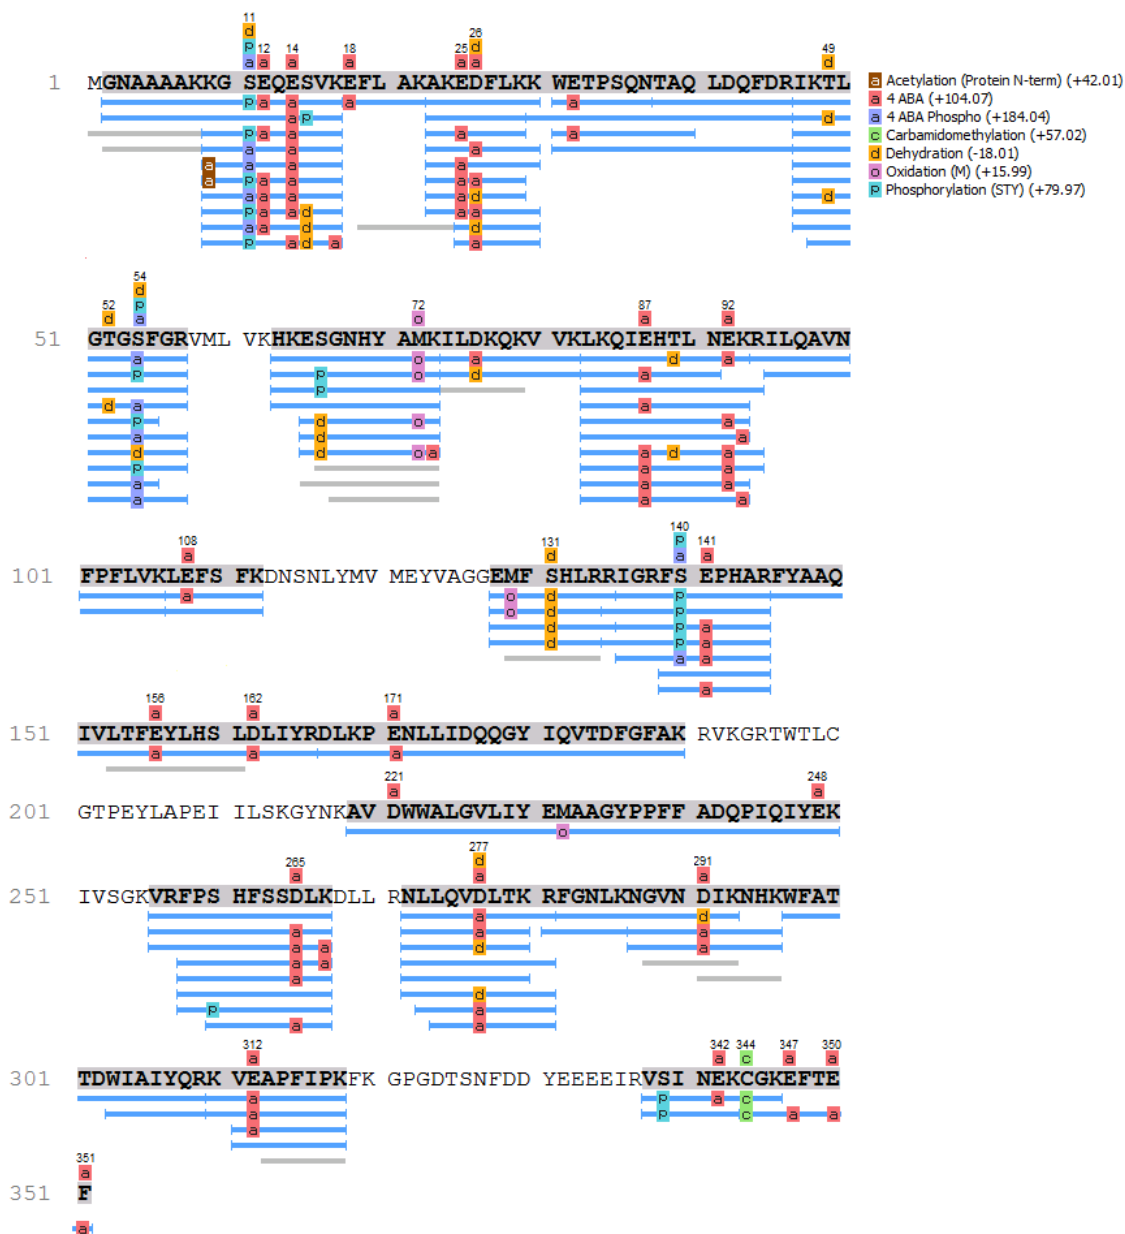 11
d 26
p 12 14 18 25 d 49
a a a a a a d
1 MGNAAAAKKG SEQESVKEFL AKAKEDFLKK WETPSQNTAQ LDQFDRIKTL
p a a a a
a p d
p a a a a
a a a
a a a a
a p a a a a
a a a d d
p a a d a a
a a d d
p a d a a
a Acetylation (Protein N-term) (+42.01)
a 4 ABA (+104.07)
a 4 ABA Phospho (+184.04)
c Carbamidomethylation (+57.02)
d Dehydration (-18.01)
o Oxidation (M) (+15.99)
p Phosphorylation (STY) (+79.97)
54
d
52 p 72 87 92
d a o a a
51 GTGSFGRVML VKHKESGNHY AMKILDKQKV VKLKQIEHTL NEKRILQAVN
a o a d a
p p o d a
p
d a a
p d o a
a d a
d d o a a d a
p a a
a a a
a a a
108 131 140 141
a d p a a
101 FPFLVKLEFS FKDNSNLYMV MEYVAGGEMF SHLRRIGRFS EPHARFYAAQ
a o d p
o d p
d p a
d p a
a a
a
156 162 171
a a a
151 IVLTFEYLHS LDLIYRDLKP ENLLIDQQGY IQVTDFGFAK RVKGRTWTLC
a a a
221 248
a a
201 GTPEYLAPEI ILSKGYNKAV DWWALGVLIY EMAAGYPPFF ADQPIQIYEK
o
277
265 d 291
a a a
251 IVSGKVRFPS HFSSDLKDLL RNLLQVDLTK RFGNLKNGVN DIKNHKWFAT
a d
a a a
a a d a
a a
a
d
p a
a a
312 342 344 347 350
a a c a a
301 TDWIAIYQRK VEAPFIPKFK GPGDTSNFDD YEEEEIRVSI NEKCGKEFTE
a p a c
a p c a a
a
351
a
351 F
a